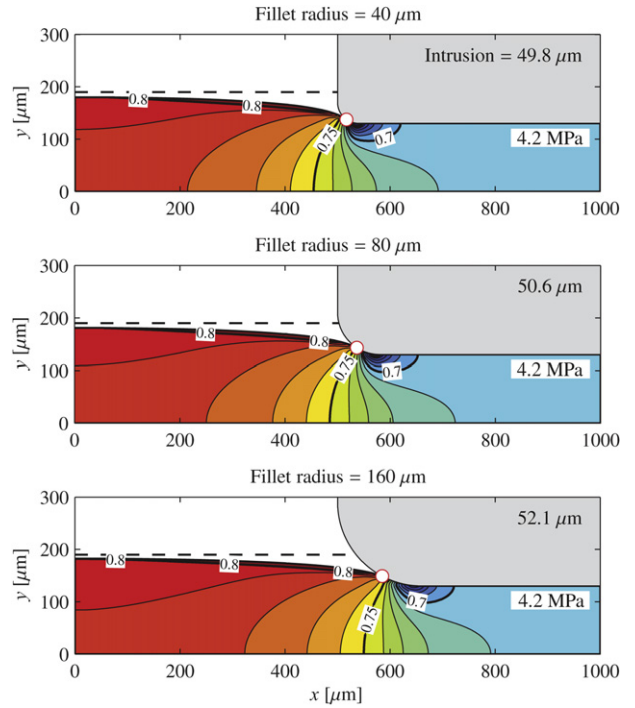 Fillet radius = 40 μm
300
200
100
0
y [μm]
Intrusion = 49.8 μm
0.8
0.8
0.75
0.7
4.2 MPa
0 200 400 600 800 1000
Fillet radius = 80 μm
300
200
100
0
y [μm]
50.6 μm
0.8
0.8
0.75
0.7
4.2 MPa
0 200 400 600 800 1000
Fillet radius = 160 μm
300
200
100
0
y [μm]
52.1 μm
0.8
0.8
0.8
0.75
0.7
4.2 MPa
0 200 400 600 800 1000
x [μm]